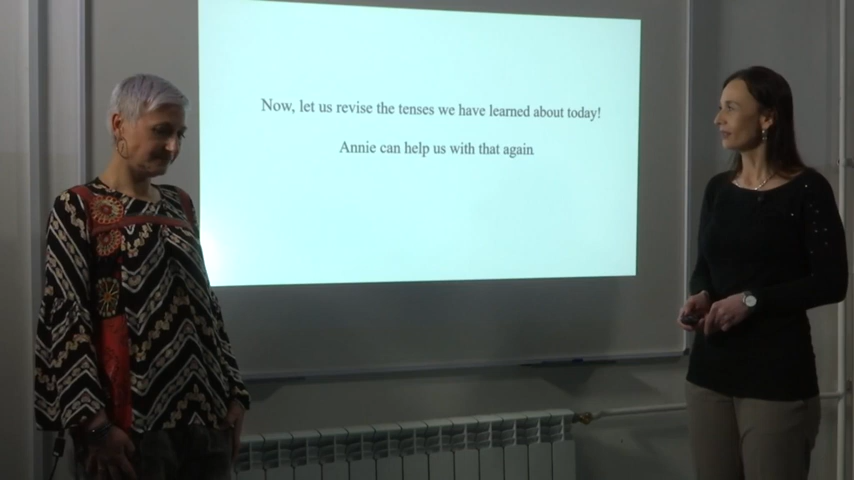 Now, let us revise the tenses we have learned about today!
Annie can help us with that again